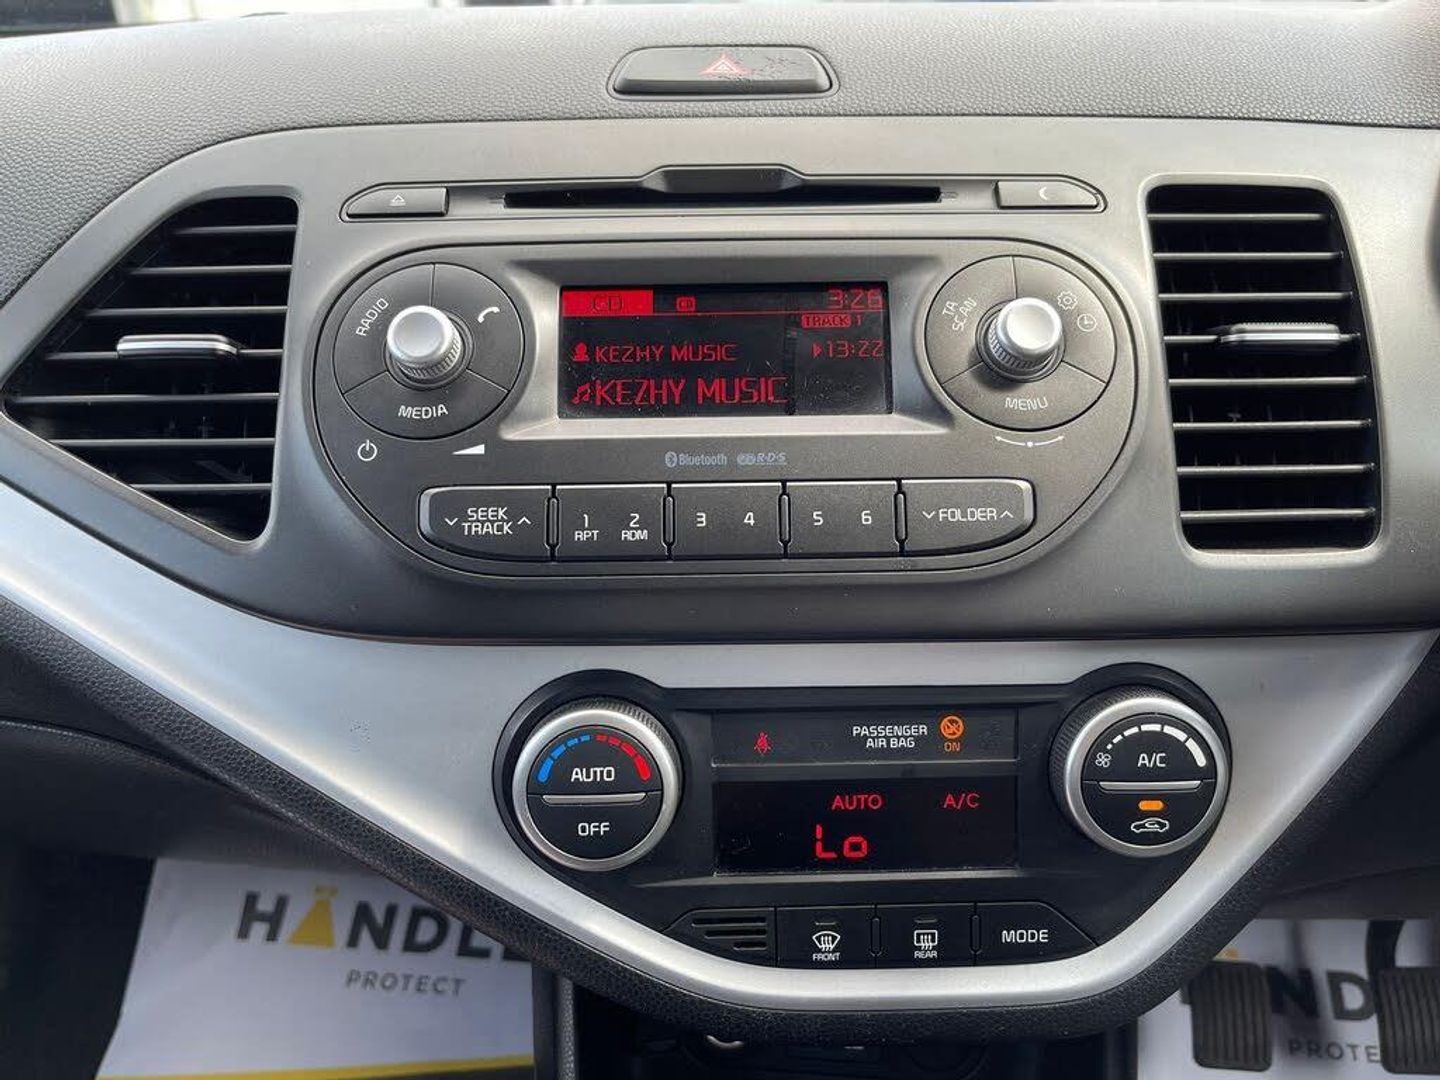 CD CD 3:26
TRACK 1
KEZHY MUSIC 13:22
KEZHY MUSIC
RADIO
MEDIA
TA
SCAN
MENU
Bluetooth R·D·S
SEEK
TRACK
1
RPT
2
RDM
3 4
5 6
FOLDER
AUTO
OFF
PASSENGER
AIR BAG
ON
AUTO A/C
Lo
A/C
FRONT
REAR
MODE
HANDLE
PROTECT